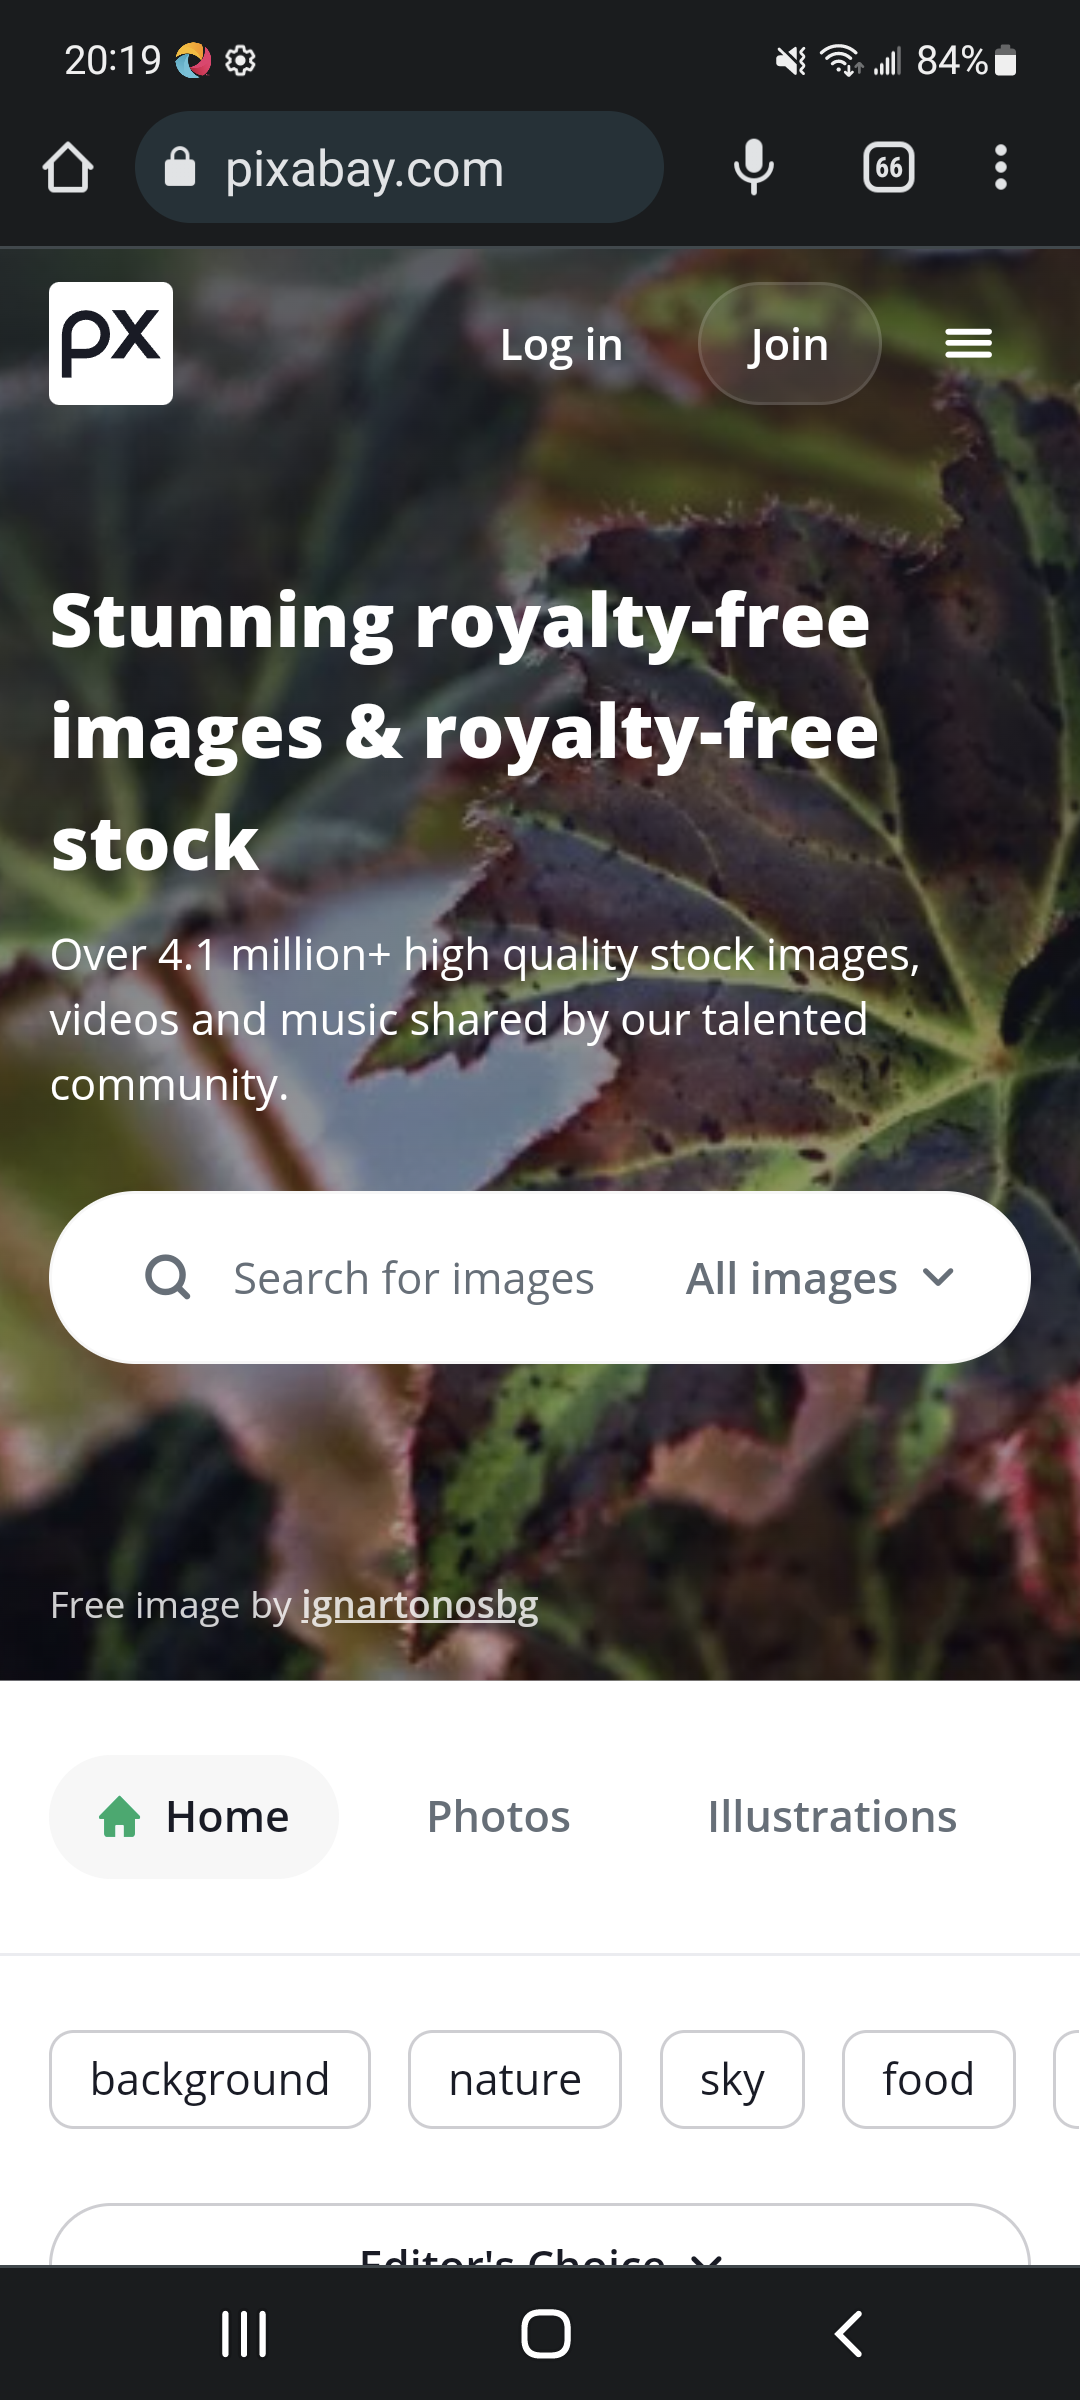 20:19
84%
pixabay.com
66
px
Log in
Join
Stunning royalty-free
images & royalty-free
stock
Over 4.1 million+ high quality stock images,
videos and music shared by our talented
community.
Search for images
All images
Free image by ignartonosbg
Home
Photos
Illustrations
background
nature
sky
food
Editor's Choice